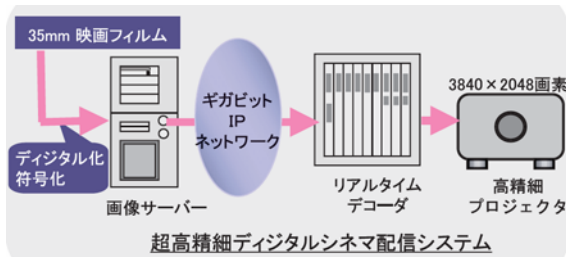 35mm 映画フィルム
ディジタル化
符号化
画像サーバー
ギガビット
IP
ネットワーク
リアルタイム
デコーダ
3840×2048画素
高精細
プロジェクタ
超高精細ディジタルシネマ配信システム